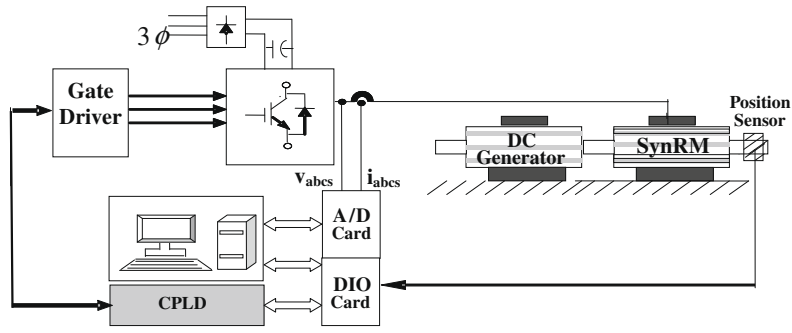 3 ϕ
Gate
Driver
Position
Sensor
DC
Generator
SynRM
v_abcs
i_abcs
A/D
Card
DIO
Card
CPLD